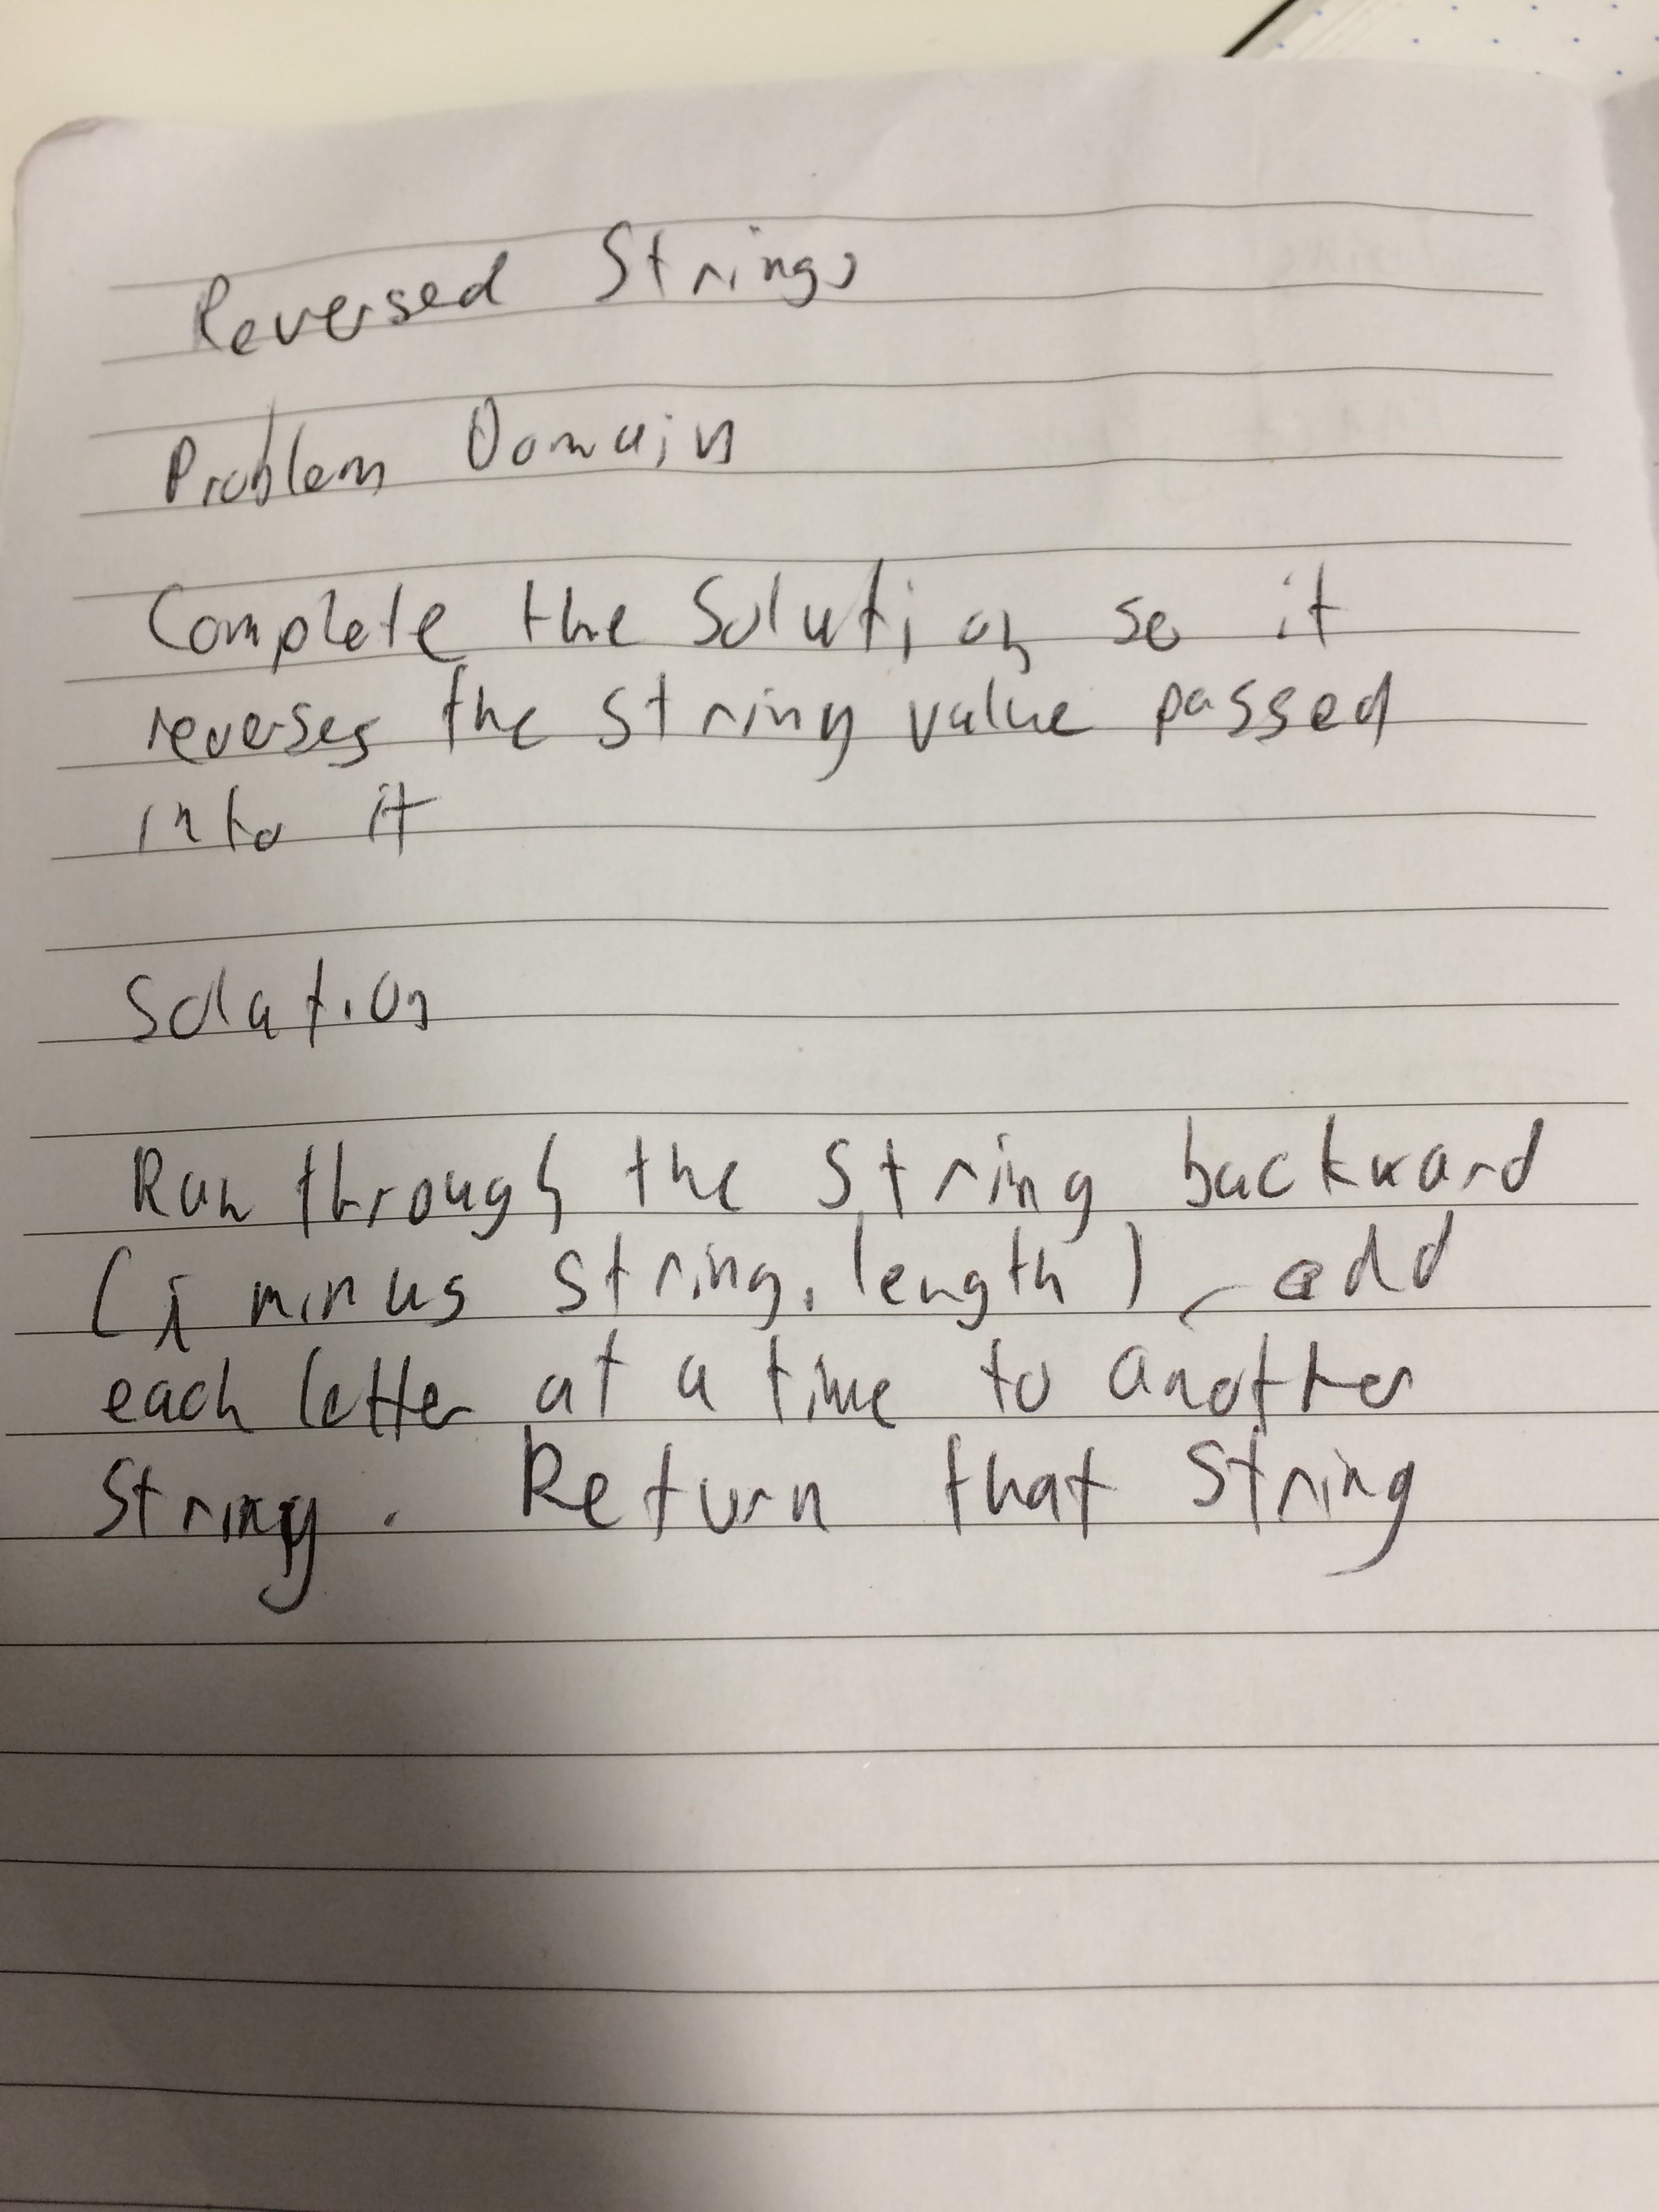 Reversed Strings
Problem Domain
Complete the Solution so it
reverses the string value passed
into it
Solution
Run through the String backward
(i minus string.length), add
each letter at a time to another
String. Return that String